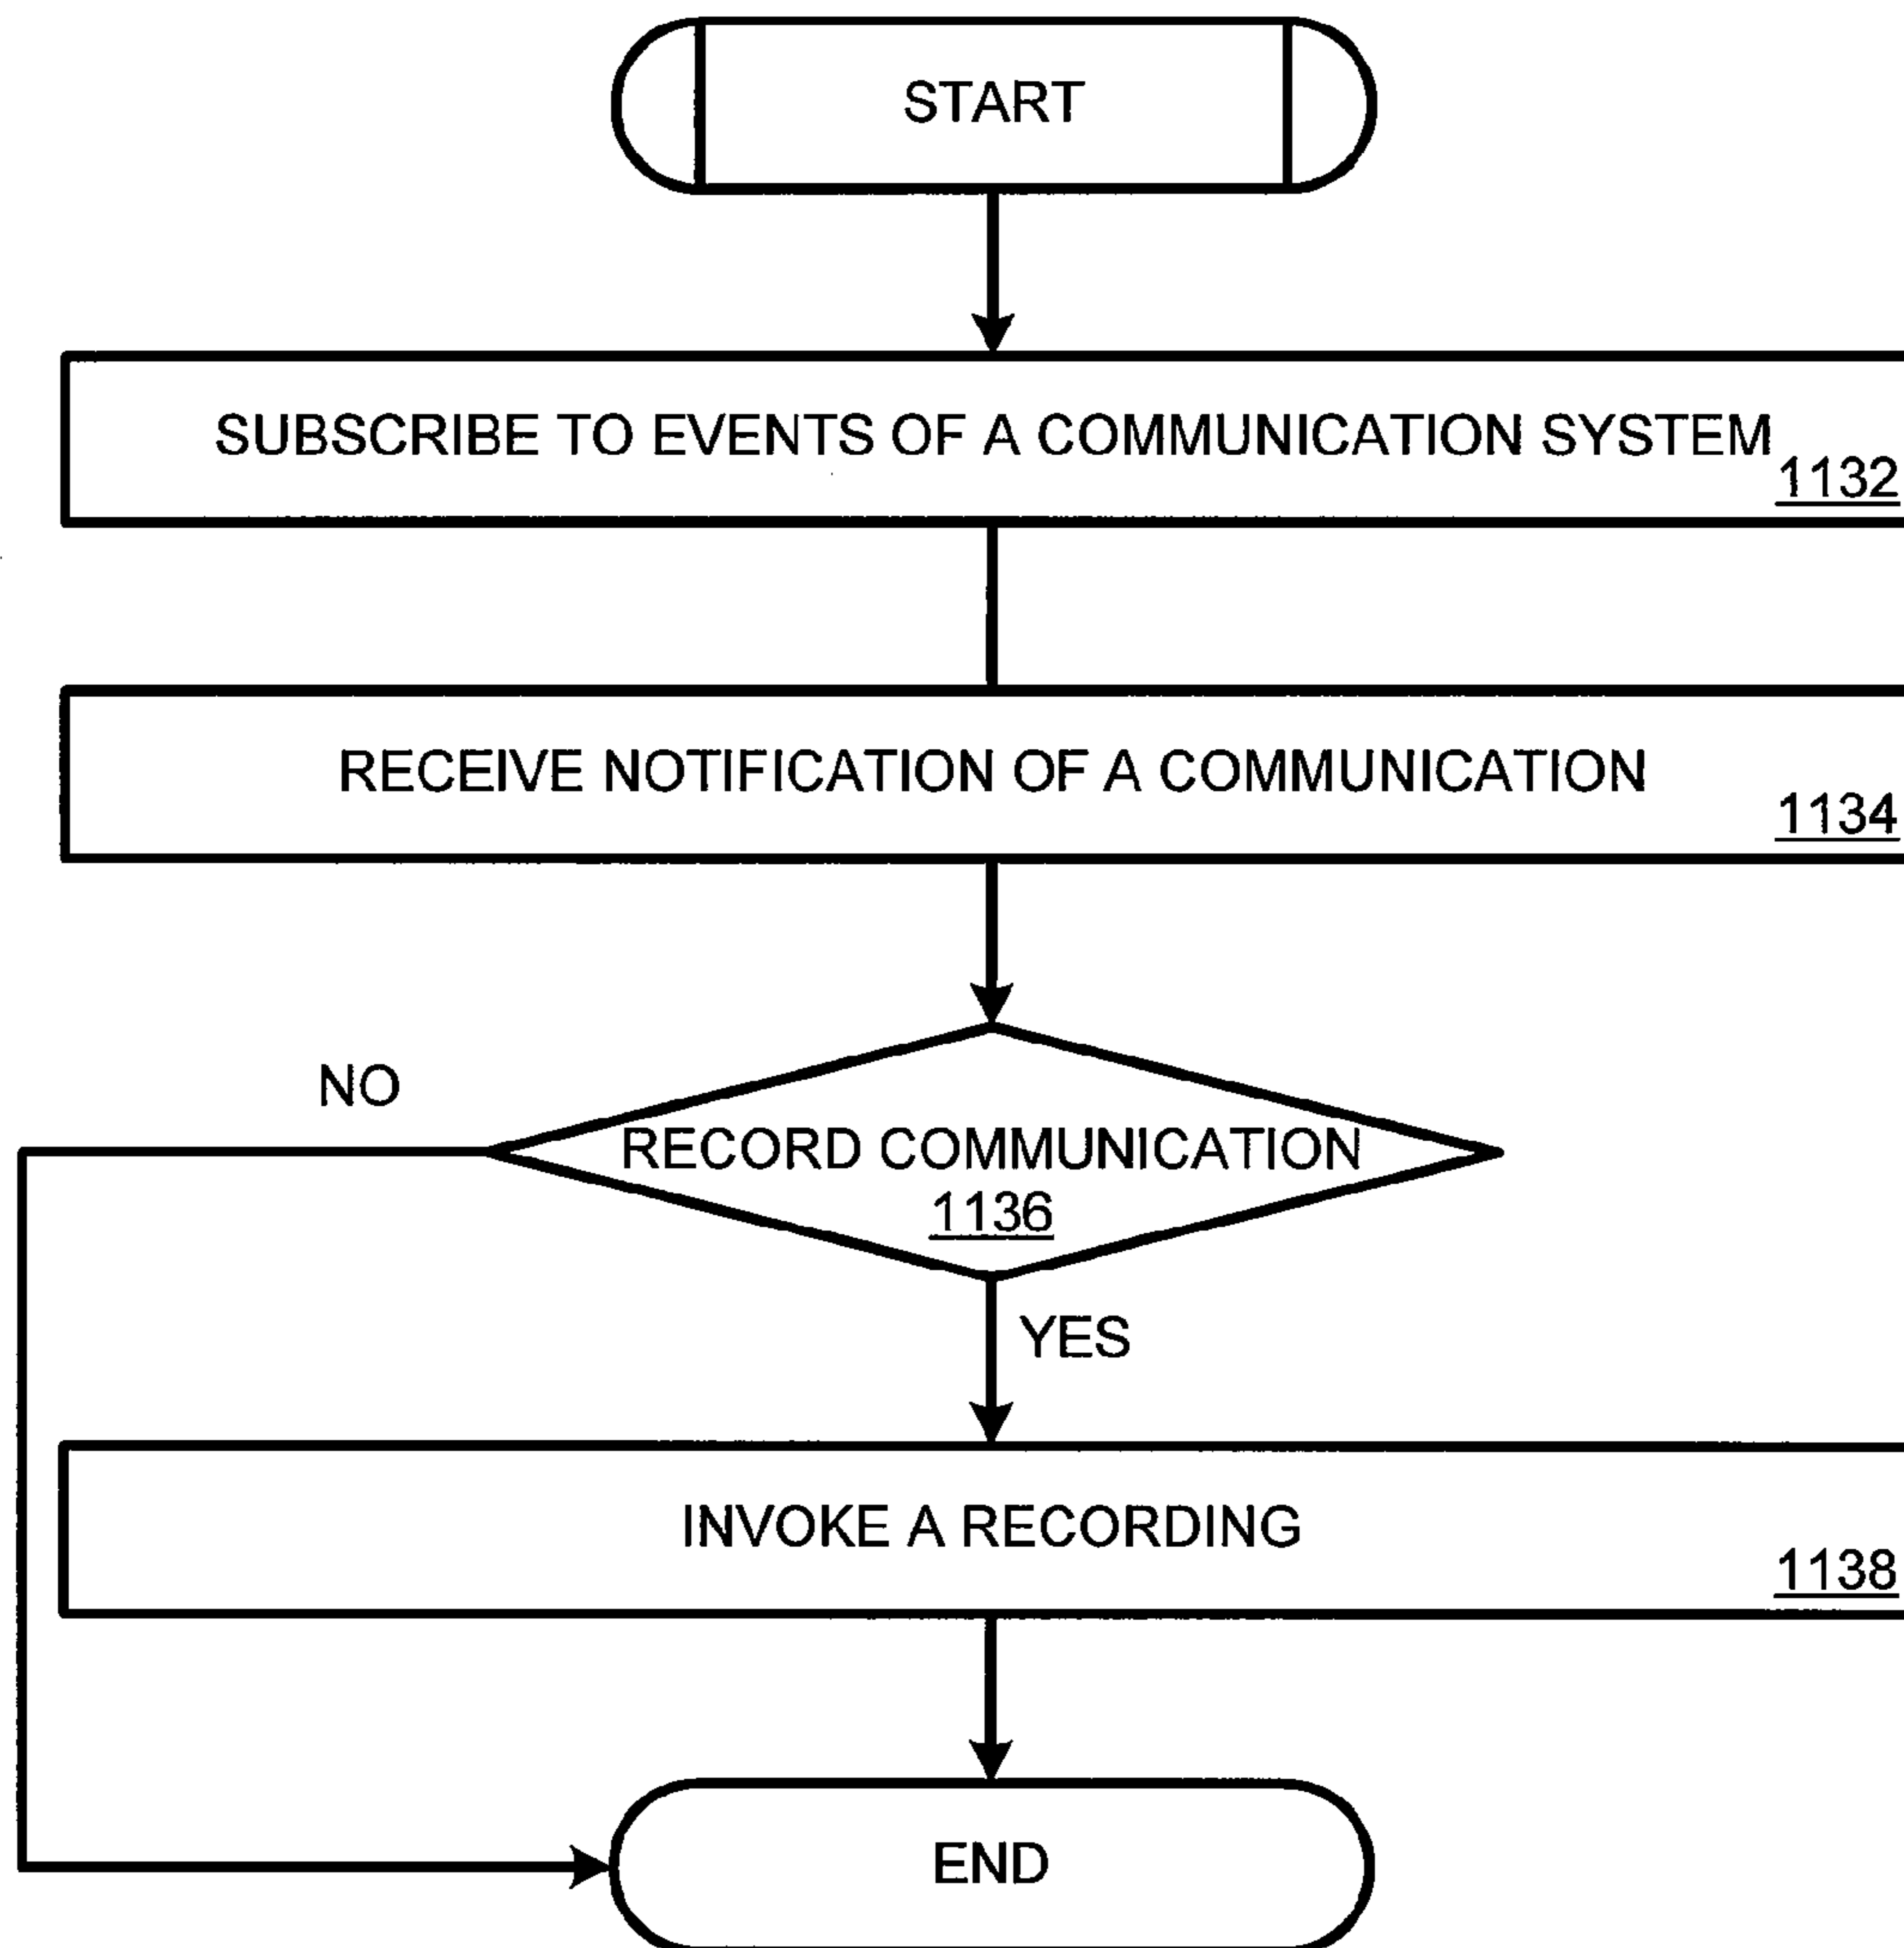 START
SUBSCRIBE TO EVENTS OF A COMMUNICATION SYSTEM
1132
RECEIVE NOTIFICATION OF A COMMUNICATION
1134
NO
RECORD COMMUNICATION
1136
YES
INVOKE A RECORDING
1138
END